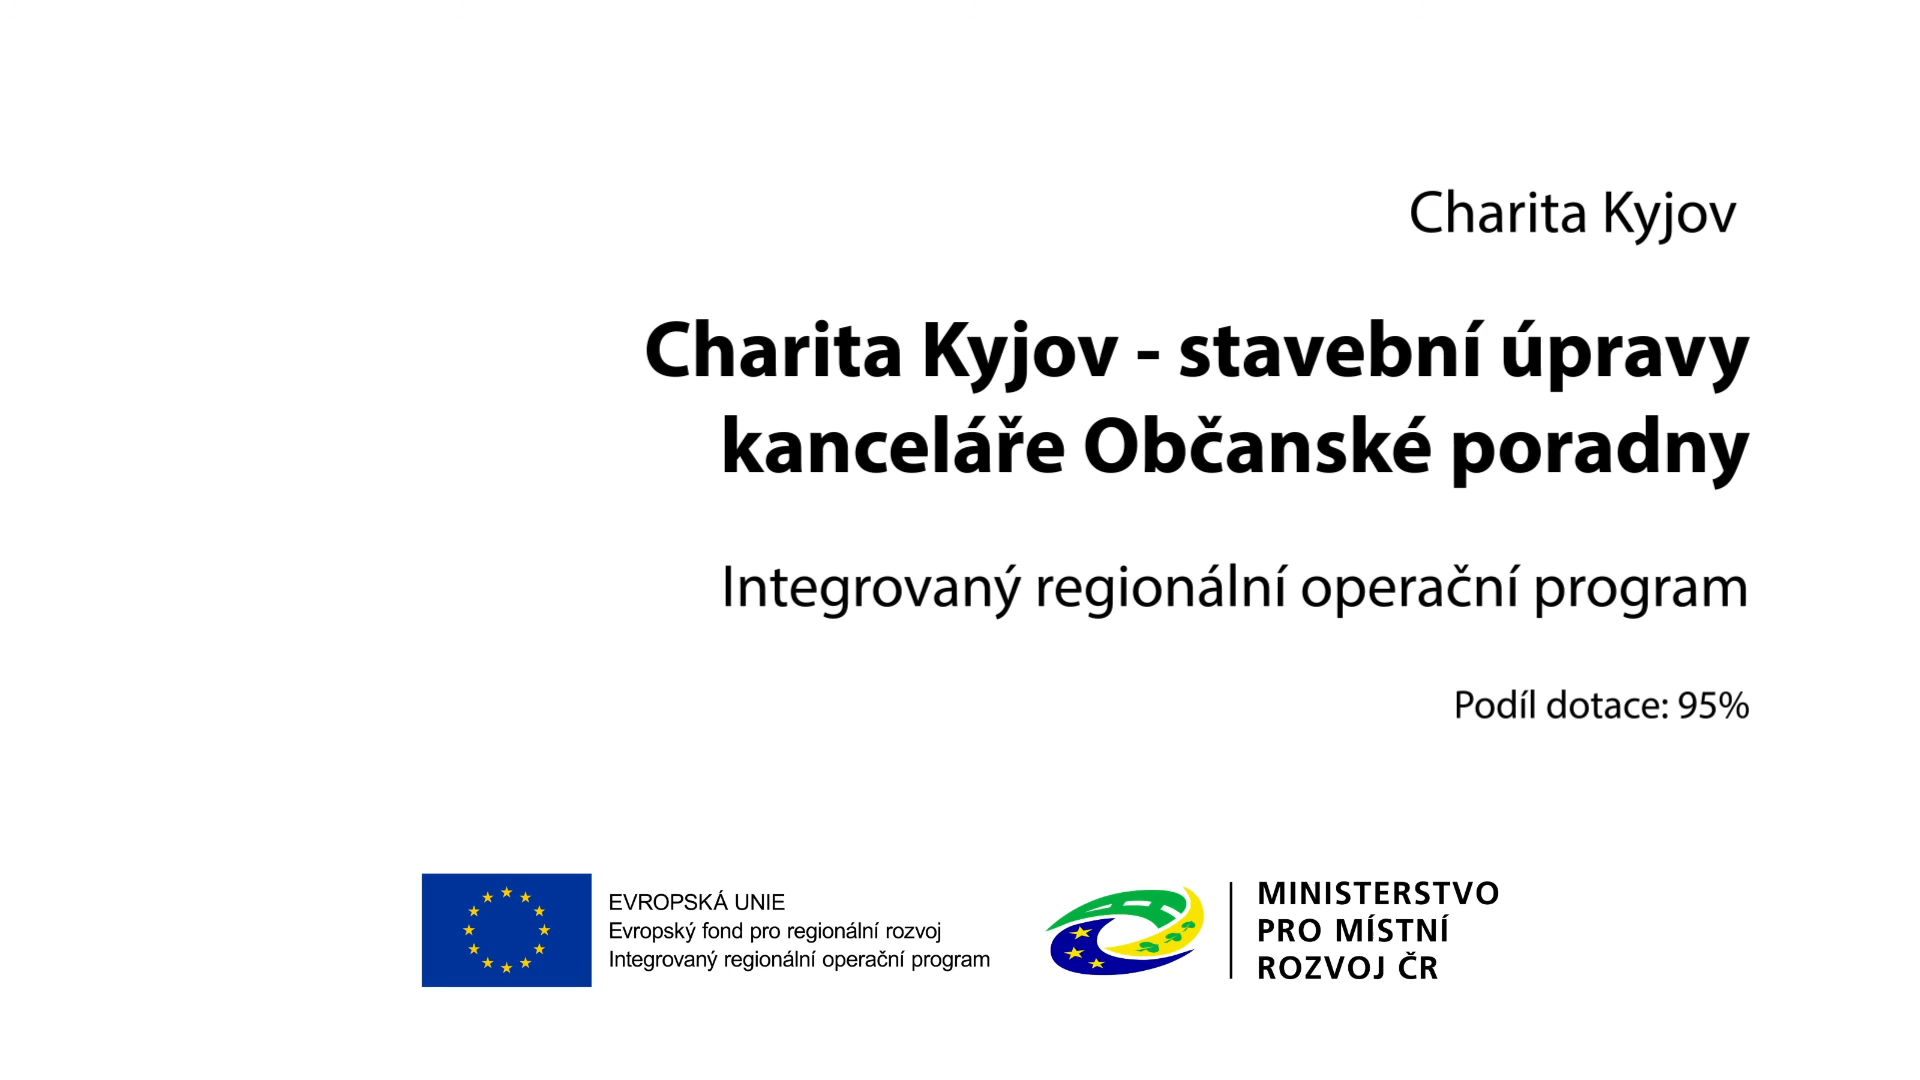 Charita Kyjov
Charita Kyjov - stavební úpravy
kanceláře Občanské poradny
Integrovaný regionální operační program
Podíl dotace: 95%
EVROPSKÁ UNIE
Evropský fond pro regionální rozvoj
Integrovaný regionální operační program
MINISTERSTVO
PRO MÍSTNÍ
ROZVOJ ČR